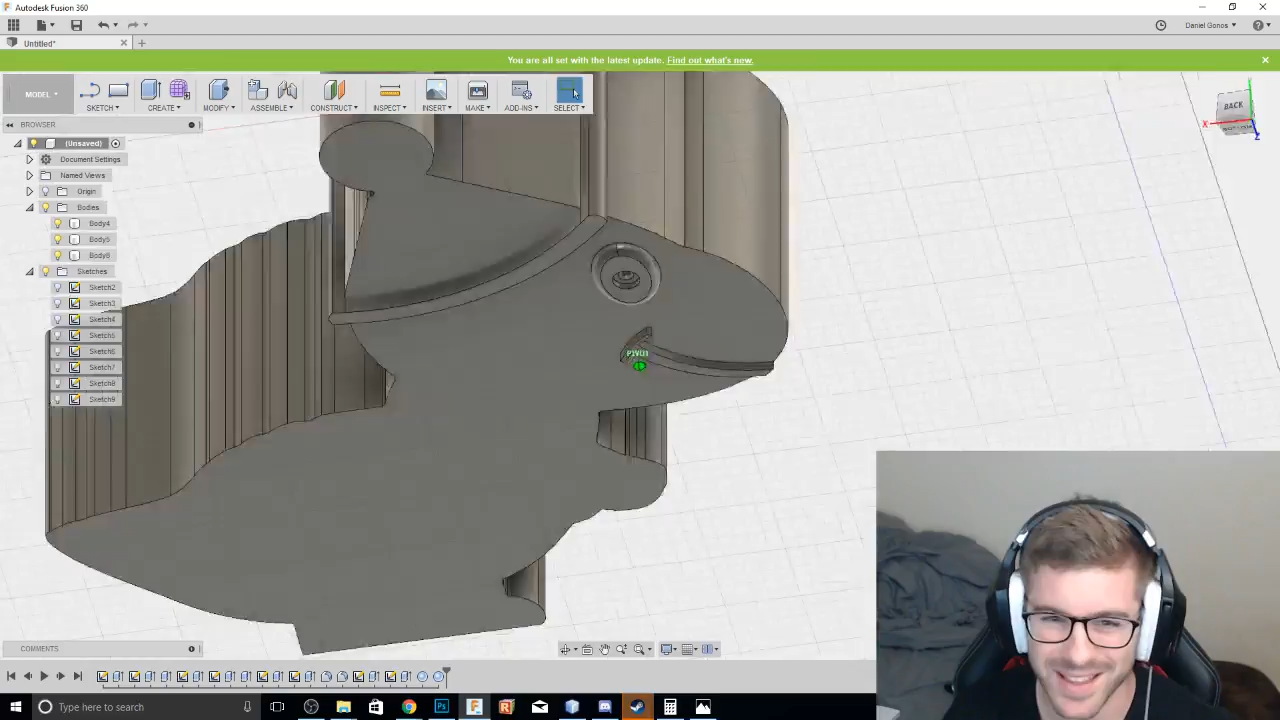 Autodesk Fusion 360
Daniel Gonos
Untitled*
You are all set with the latest update. Find out what's new.
MODEL
SKETCH
CREATE
MODIFY
ASSEMBLE
CONSTRUCT
INSPECT
INSERT
MAKE
ADD-INS
SELECT
BROWSER
(Unsaved)
Document Settings
Named Views
Origin
Bodies
Body4
Body5
Body6
Sketches
Sketch2
Sketch3
Sketch4
Sketch5
Sketch6
Sketch7
Sketch8
Sketch9
BACK
X
Z
PIVOT
COMMENTS
Type here to search